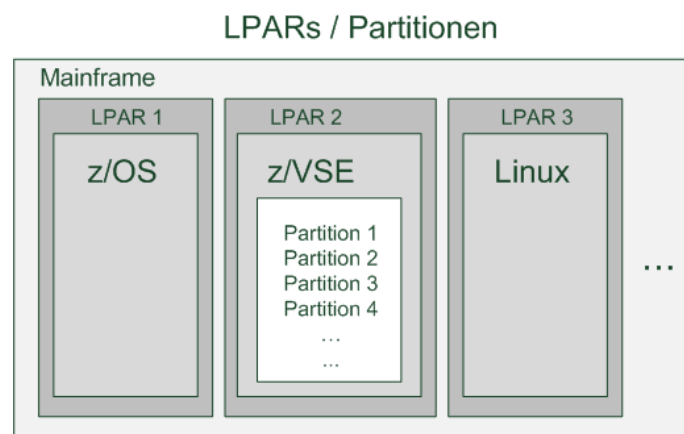 LPARs / Partitionen
Mainframe
LPAR 1
z/OS
LPAR 2
z/VSE
Partition 1
Partition 2
Partition 3
Partition 4
...
...
LPAR 3
Linux
...